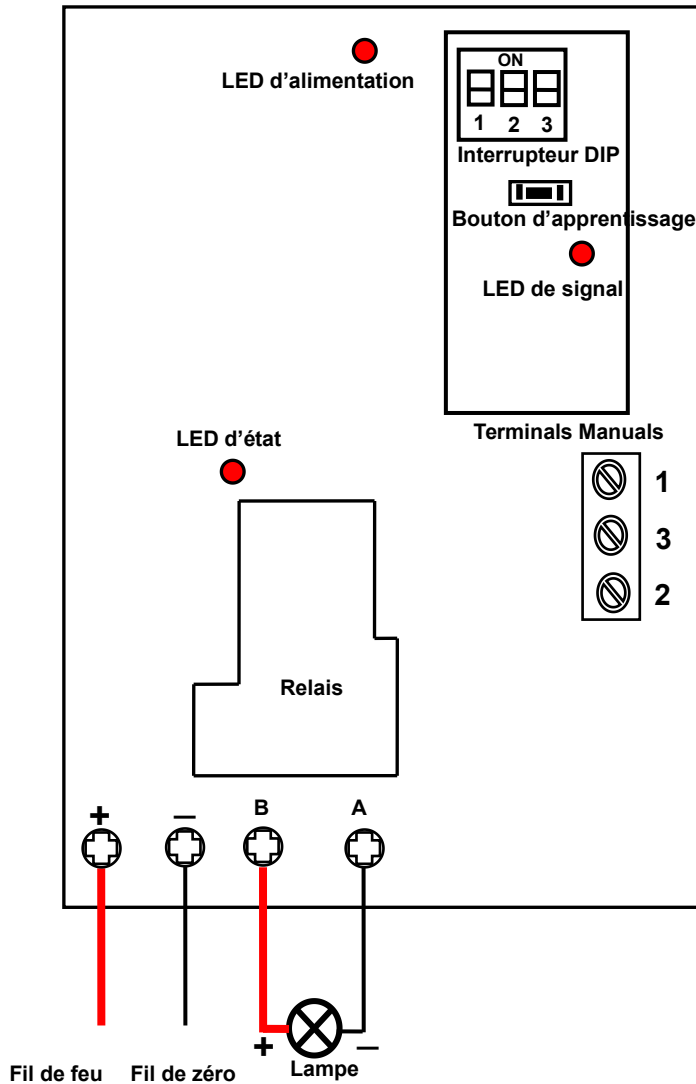 LED d’alimentation
ON
1 2 3
Interrupteur DIP
Bouton d’apprentissage
LED de signal
LED d’état
Terminals Manuals
1
3
2
Relais
+ – B A
+ –
Fil de feu Fil de zéro Lampe